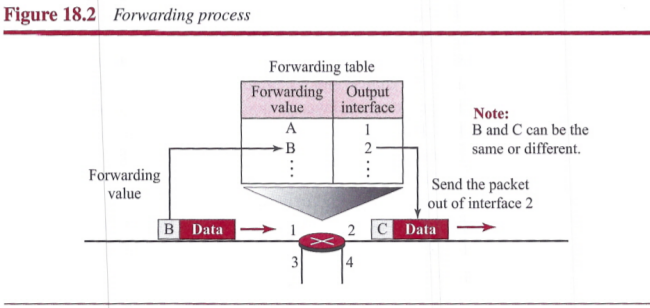 Figure 18.2 Forwarding process
Forwarding table
Forwarding value
Output interface
A 1
B 2
⋮ ⋮
Note:
B and C can be the
same or different.
Forwarding
value
Send the packet
out of interface 2
B Data
1
2
C Data
3
4